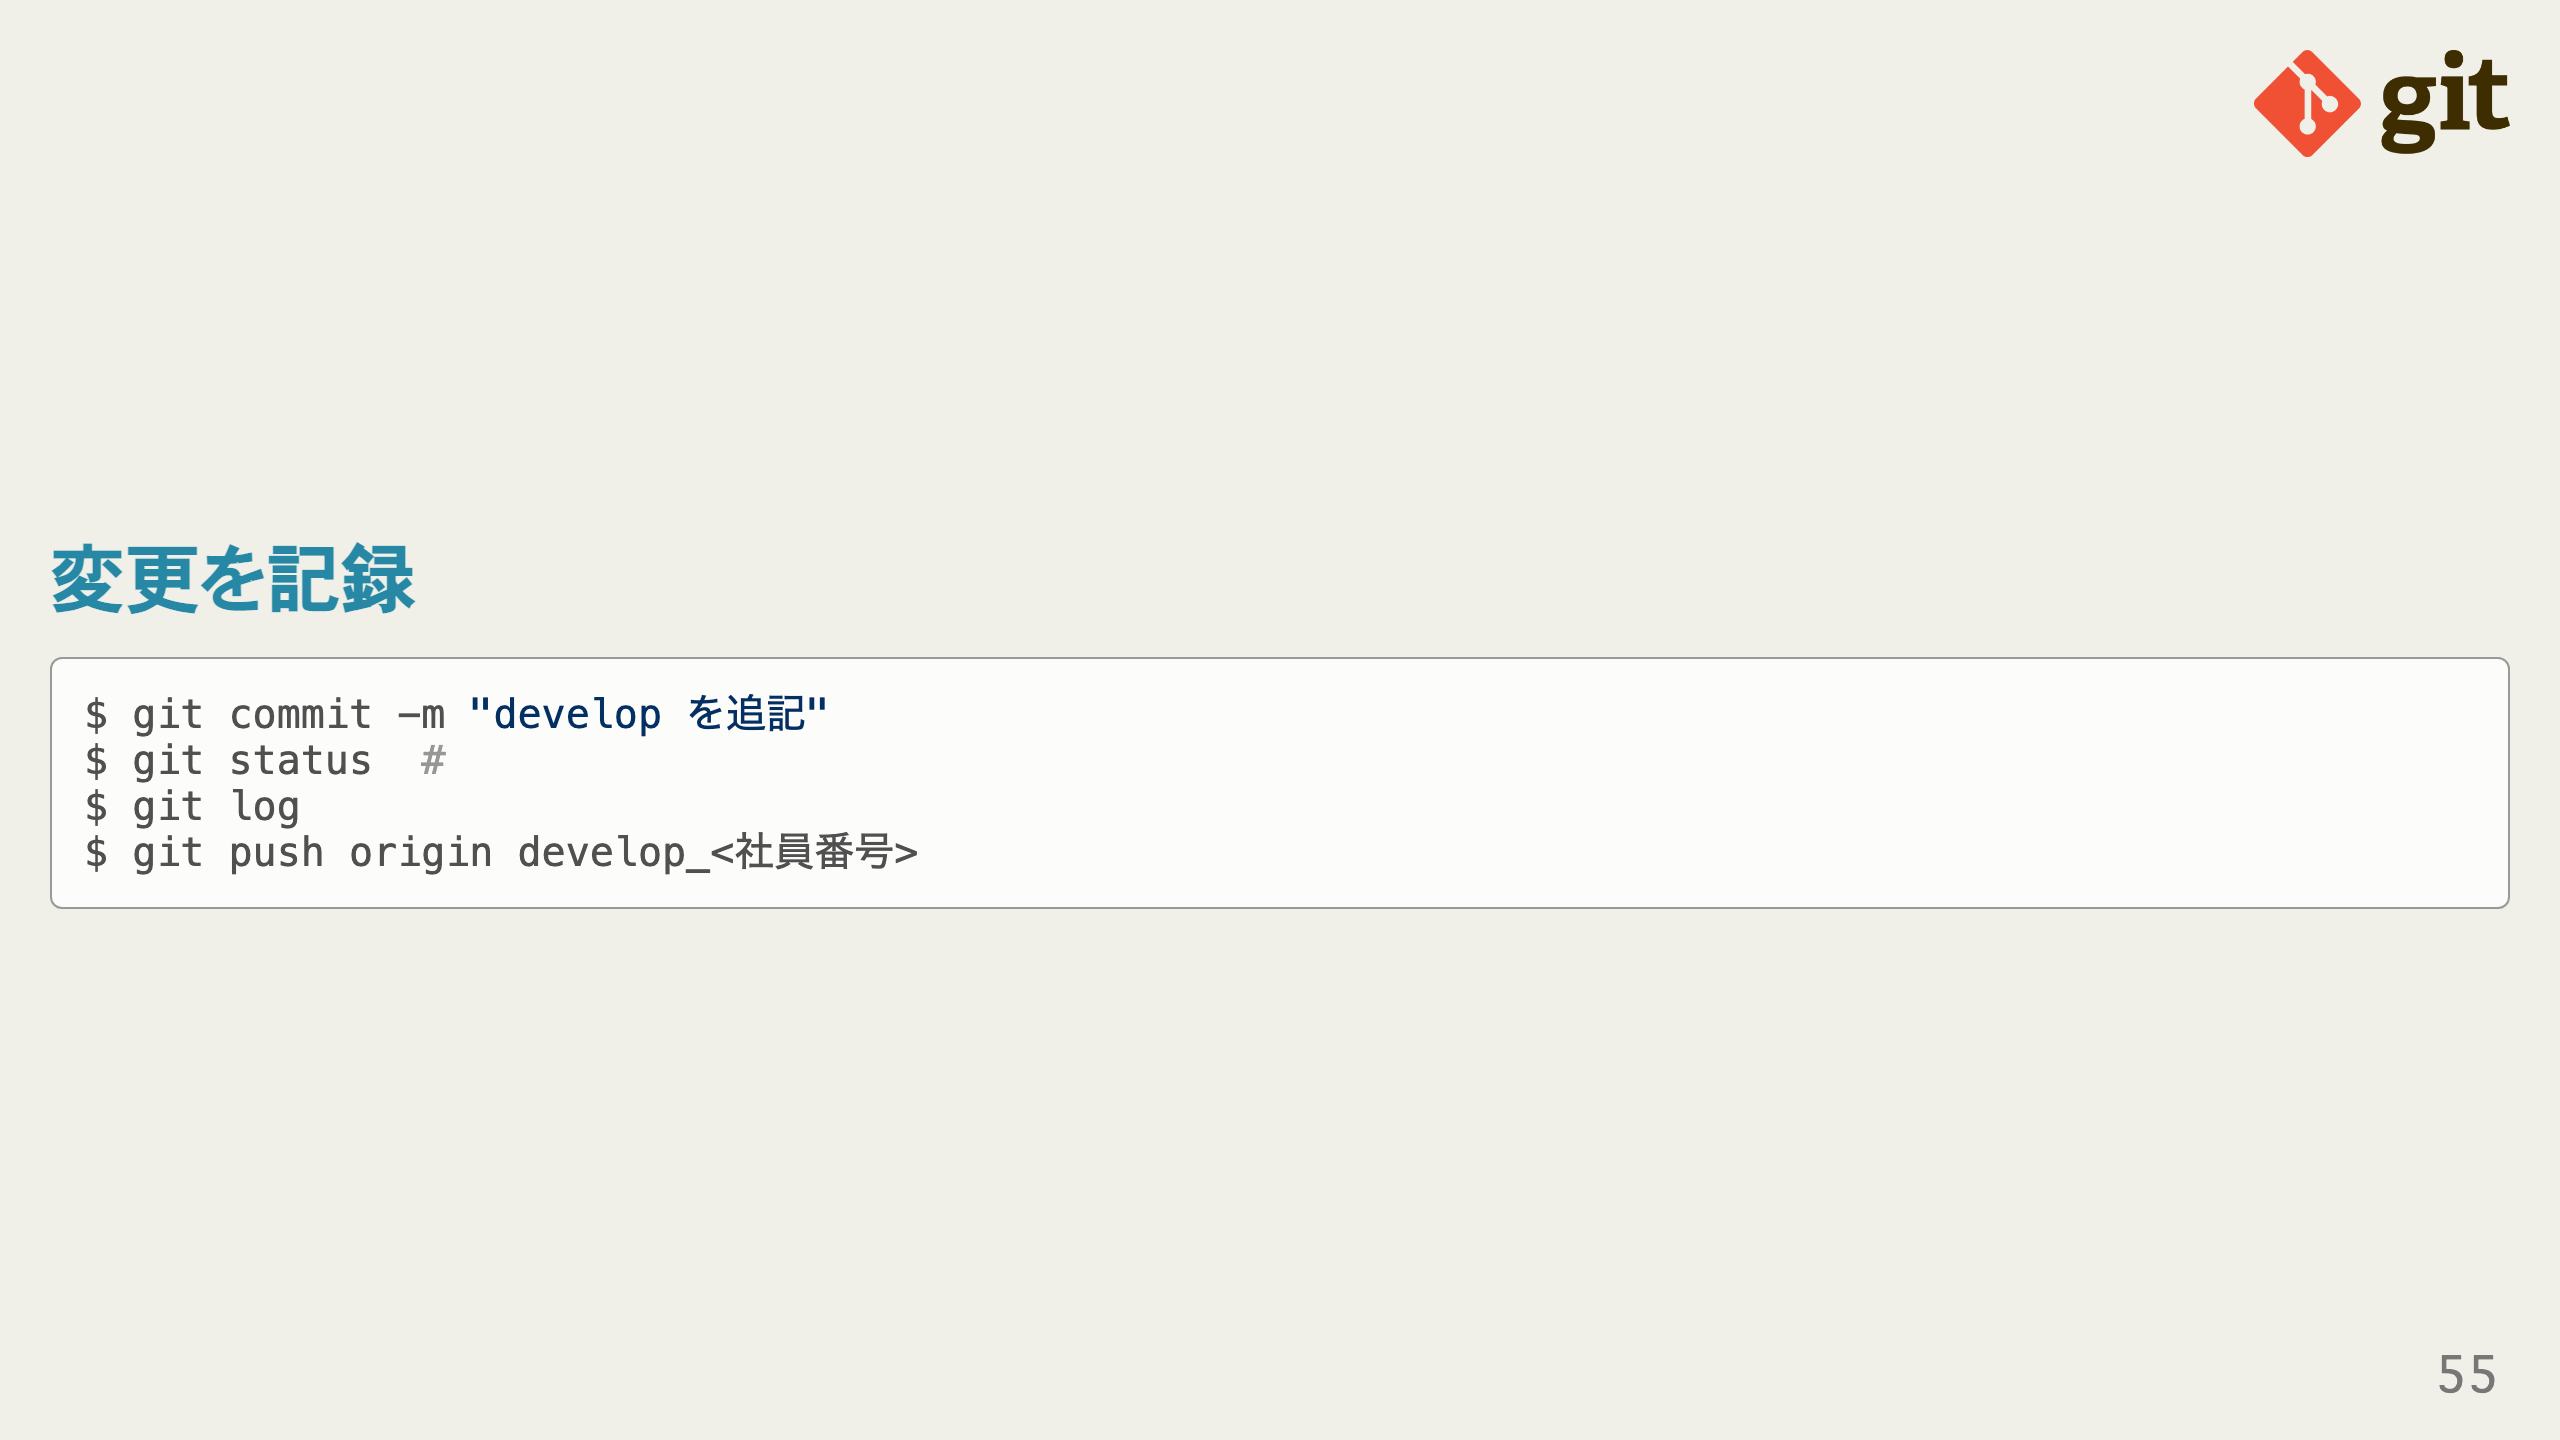 git
変更を記録
$ git commit -m "develop を追記"
$ git status  #
$ git log
$ git push origin develop_<社員番号>
55